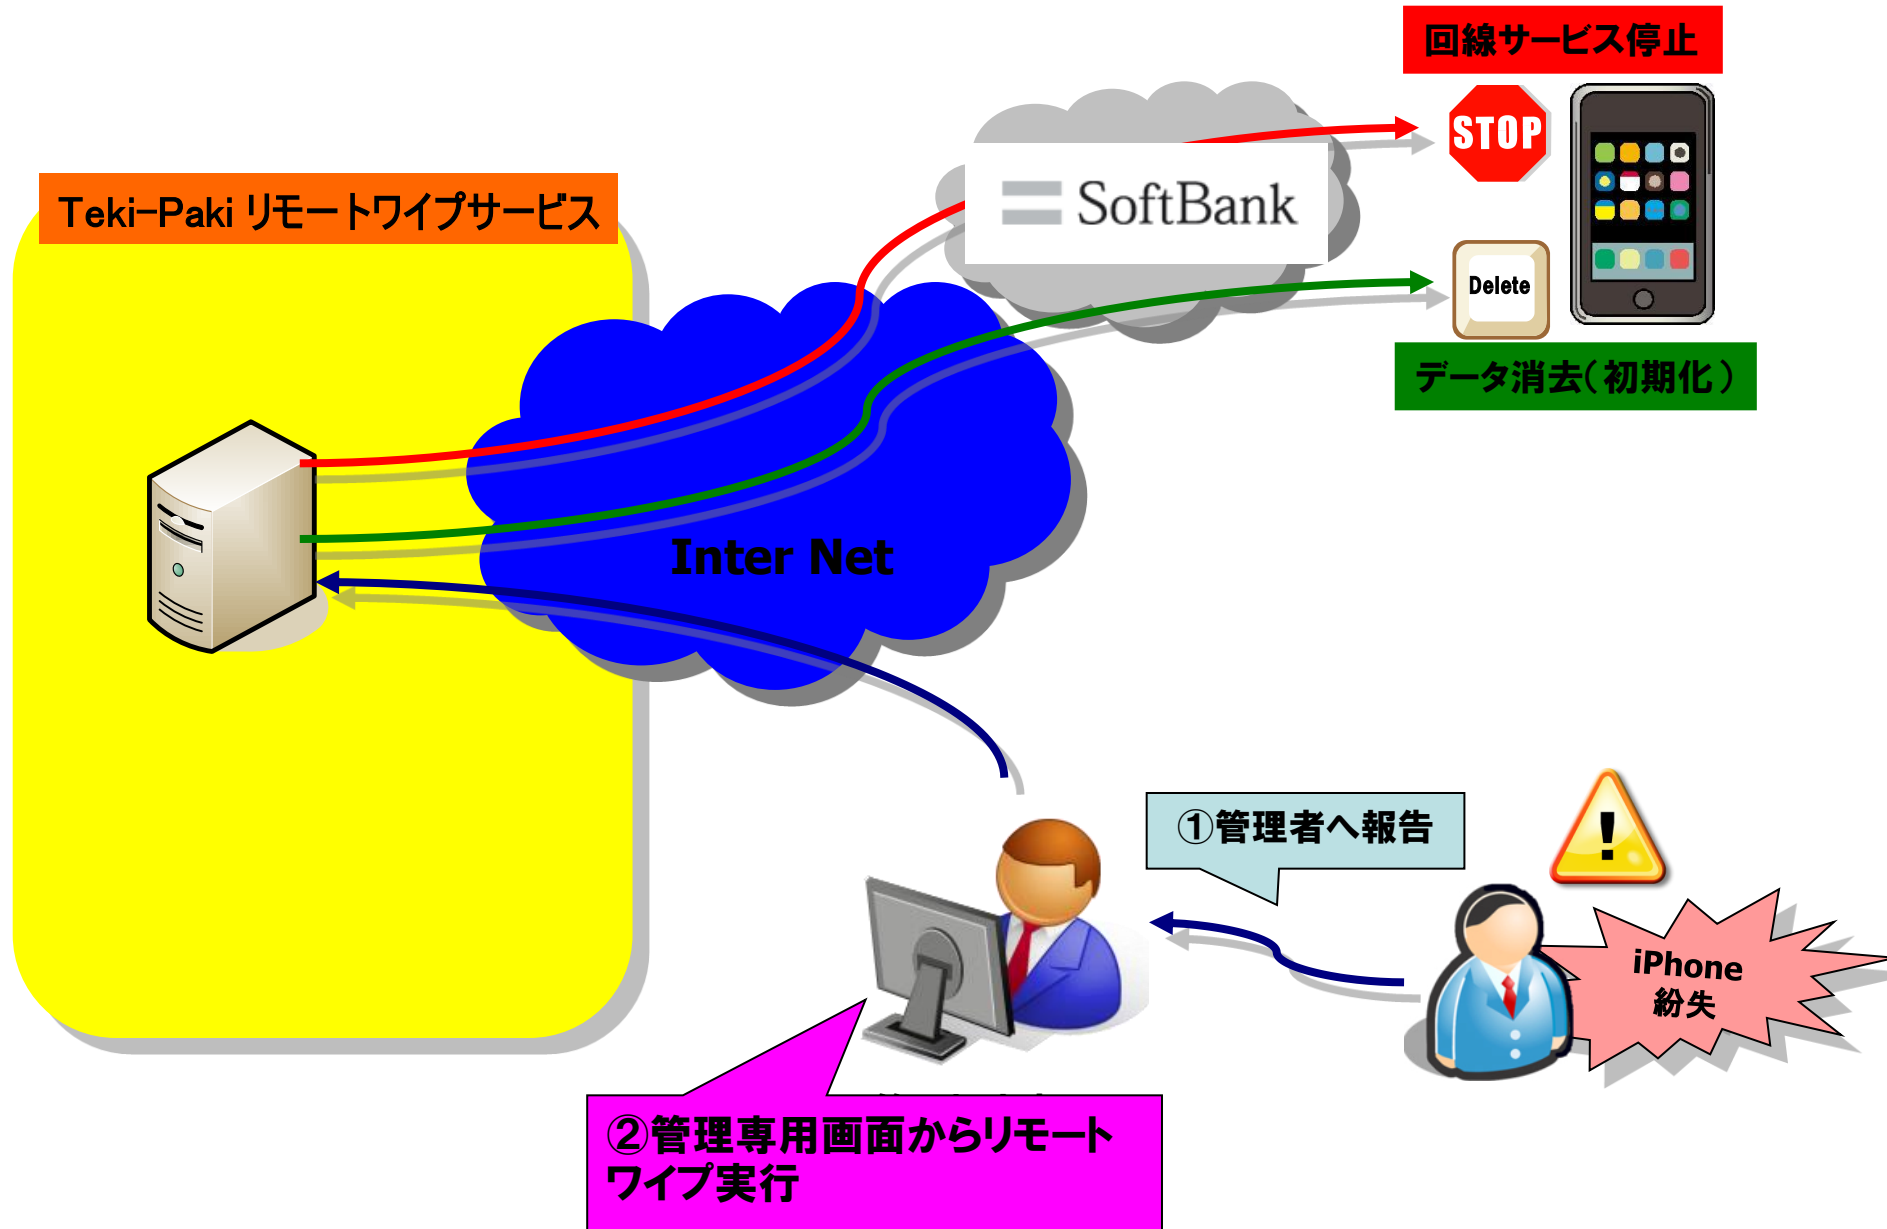 回線サービス停止
STOP
SoftBank
Teki-Paki リモートワイプサービス
Delete
データ消去(初期化)
Inter Net
①管理者へ報告
!
iPhone
紛失
②管理専用画面からリモート
ワイプ実行